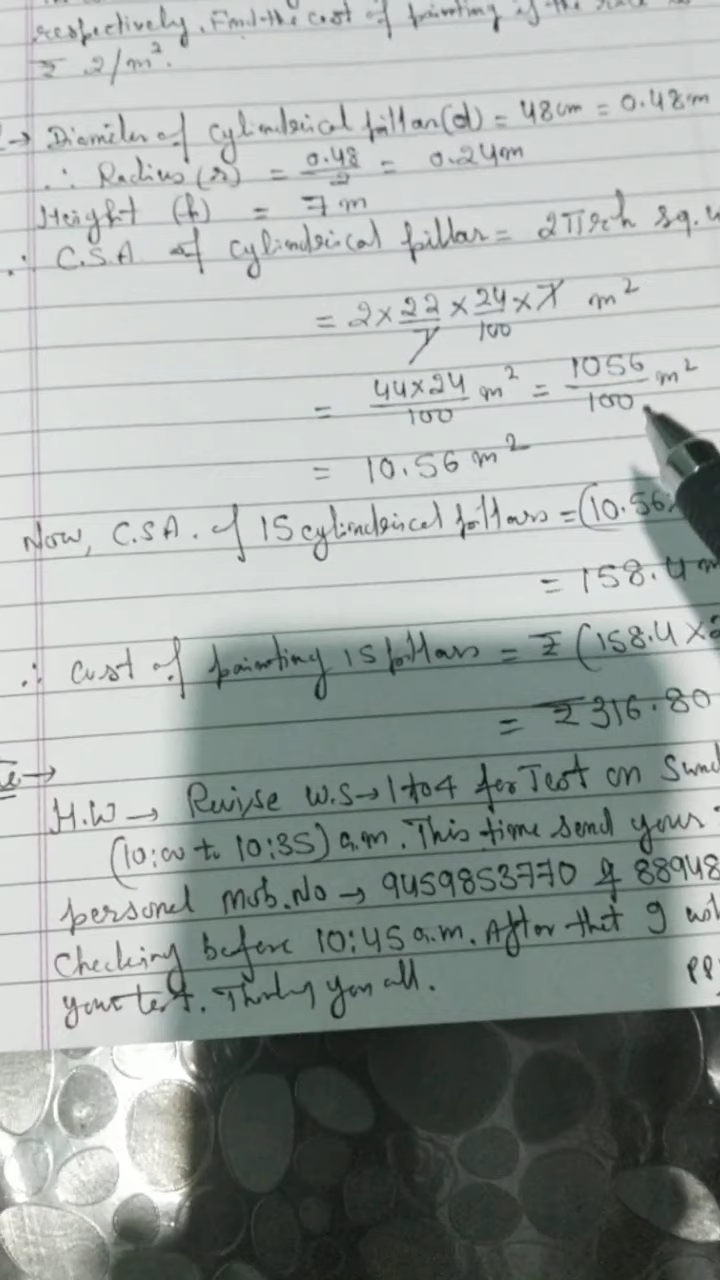 respectively. Find the cost of painting if the rate is
₹ 2/m².
→ Diameter of cylindrical pillar (d) = 48cm = 0.48m
∴ Radius (r) = 0.48/2 = 0.24m
Height (h) = 7m
∴ C.S.A of cylindrical pillar = 2πrh sq.
= 2 × 22/7 × 24/100 × 7 m²
= 44×24/100 m² = 1056/100 m²
= 10.56 m²
Now, C.S.A. of 15 cylindrical pillars = (10.56
= 158.4 m
∴ Cost of painting 15 pillars = ₹ (158.4 ×2
= ₹ 316.80
→
H.W → Revise W.S → 1 to 4 for Test on Sund
(10:00 to 10:35) a.m. This time send your
personal mob. No → 9459853770 & 88948
Checking before 10:45 a.m. After that I
your test. Thank you all.